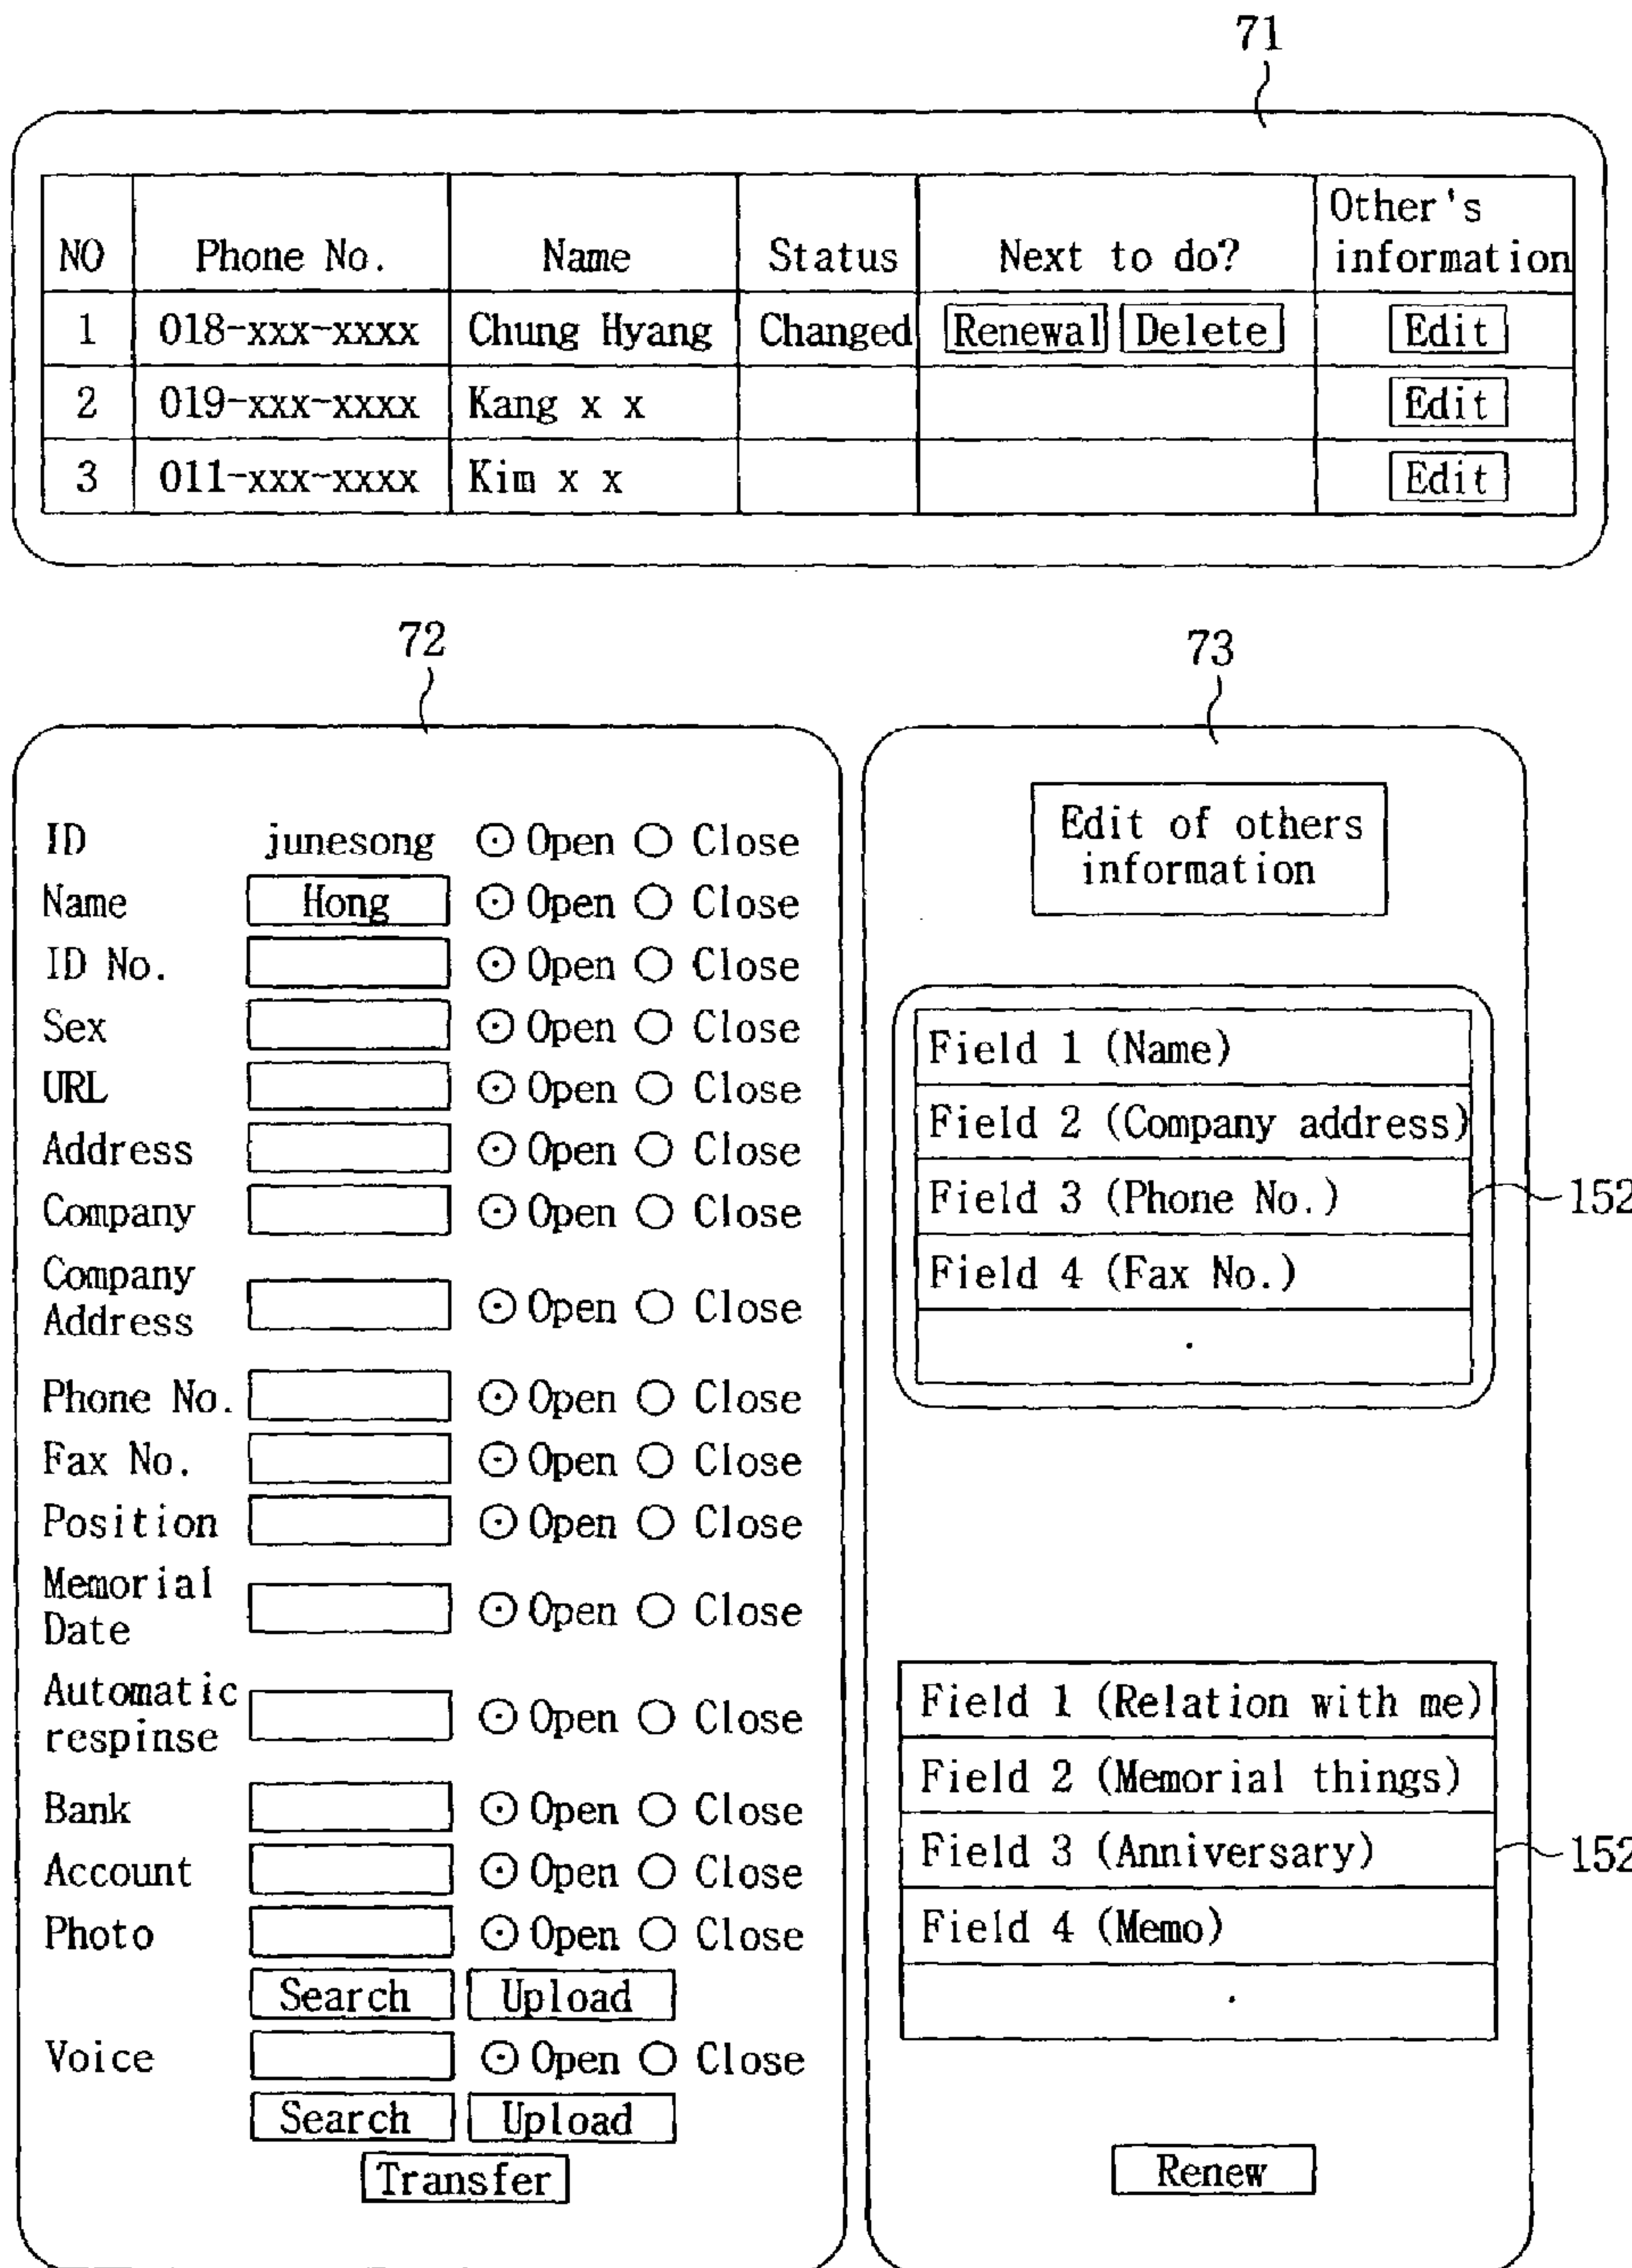 71
NO Phone No. Name Status Next to do? Other's information
1 018-xxx-xxxx Chung Hyang Changed Renewal Delete Edit
2 019-xxx-xxxx Kang x x Edit
3 011-xxx-xxxx Kim x x Edit
72
ID junesong Open Close
Name Hong Open Close
ID No. Open Close
Sex Open Close
URL Open Close
Address Open Close
Company Open Close
Company
Address Open Close
Phone No. Open Close
Fax No. Open Close
Position Open Close
Memorial
Date Open Close
Automatic
respinse Open Close
Bank Open Close
Account Open Close
Photo Open Close
Search Upload
Voice Open Close
Search Upload
Transfer
73
Edit of others
information
Field 1 (Name)
Field 2 (Company address)
Field 3 (Phone No.) 152
Field 4 (Fax No.)
.
Field 1 (Relation with me)
Field 2 (Memorial things)
Field 3 (Anniversary) 152
Field 4 (Memo)
.
Renew